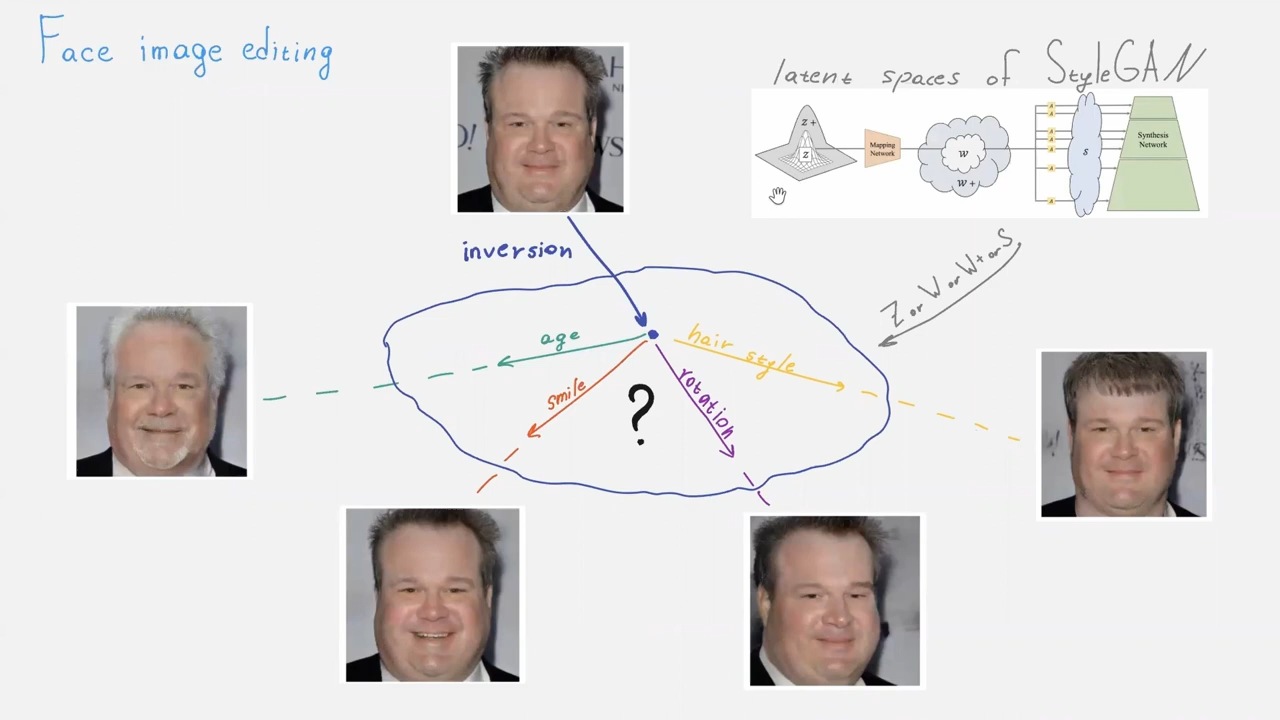 Face image editing
latent spaces of StyleGAN
Z+
Z
Mapping
Network
W
W+
A
A
A
A
A
A
A
S
Synthesis
Network
inversion
Z or W or W+ or S
age
hair style
smile
rotation
?